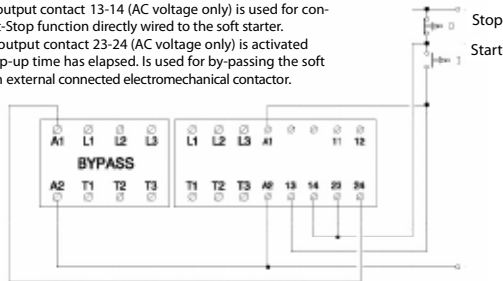 output contact 13-14 (AC voltage only) is used for con-
t-Stop function directly wired to the soft starter.
output contact 23-24 (AC voltage only) is activated
p-up time has elapsed. Is used for by-passing the soft
n external connected electromechanical contactor.
Stop
Start
A1 L1 L2 L3
L1 L2 L3 A1 11 12
BYPASS
A2 T1 T2 T3
T1 T2 T3 A2 13 14 23 24